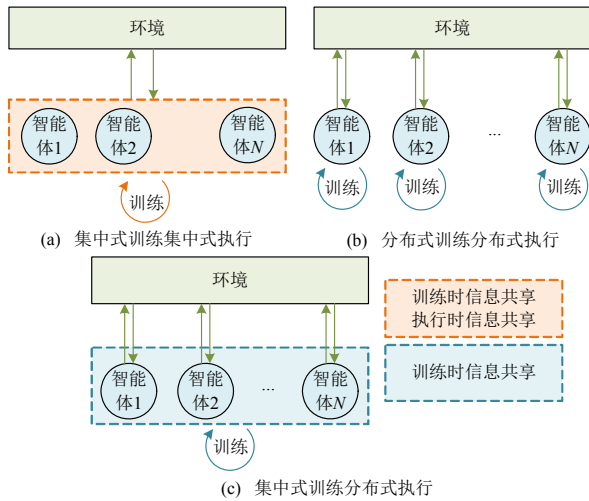 环境
智能
体1
智能
体2
智能
体N
训练
(a) 集中式训练集中式执行
环境
智能
体1
智能
体2
...
智能
体N
训练
训练
训练
(b) 分布式训练分布式执行
环境
智能
体1
智能
体2
...
智能
体N
训练
(c) 集中式训练分布式执行
训练时信息共享
执行时信息共享
训练时信息共享